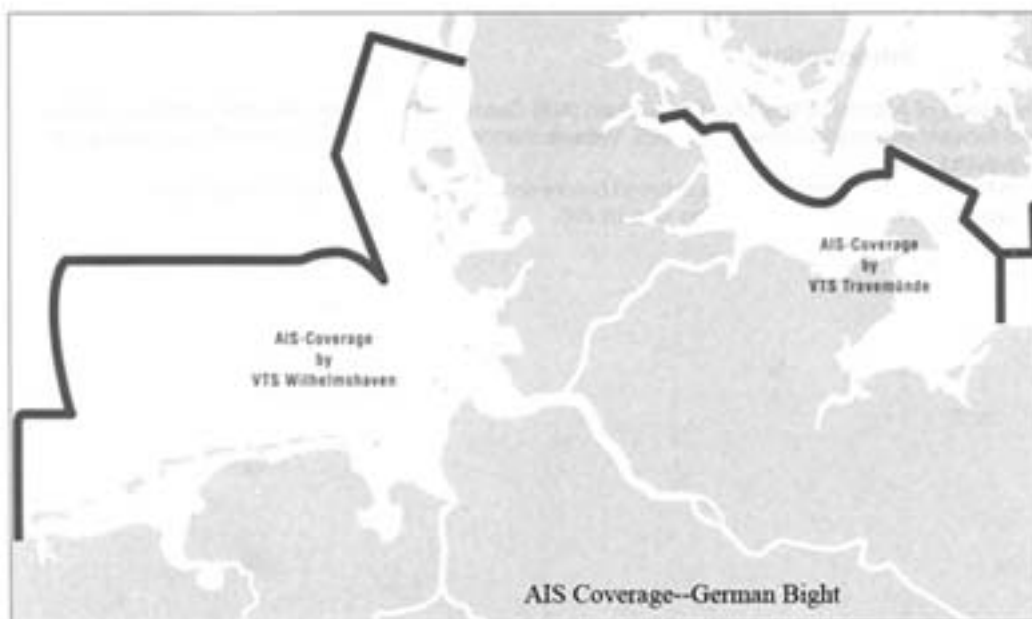 AIS-Coverage
by
VTS Travemünde
AIS-Coverage
by
VTS Wilhelmshaven
AIS Coverage--German Bight